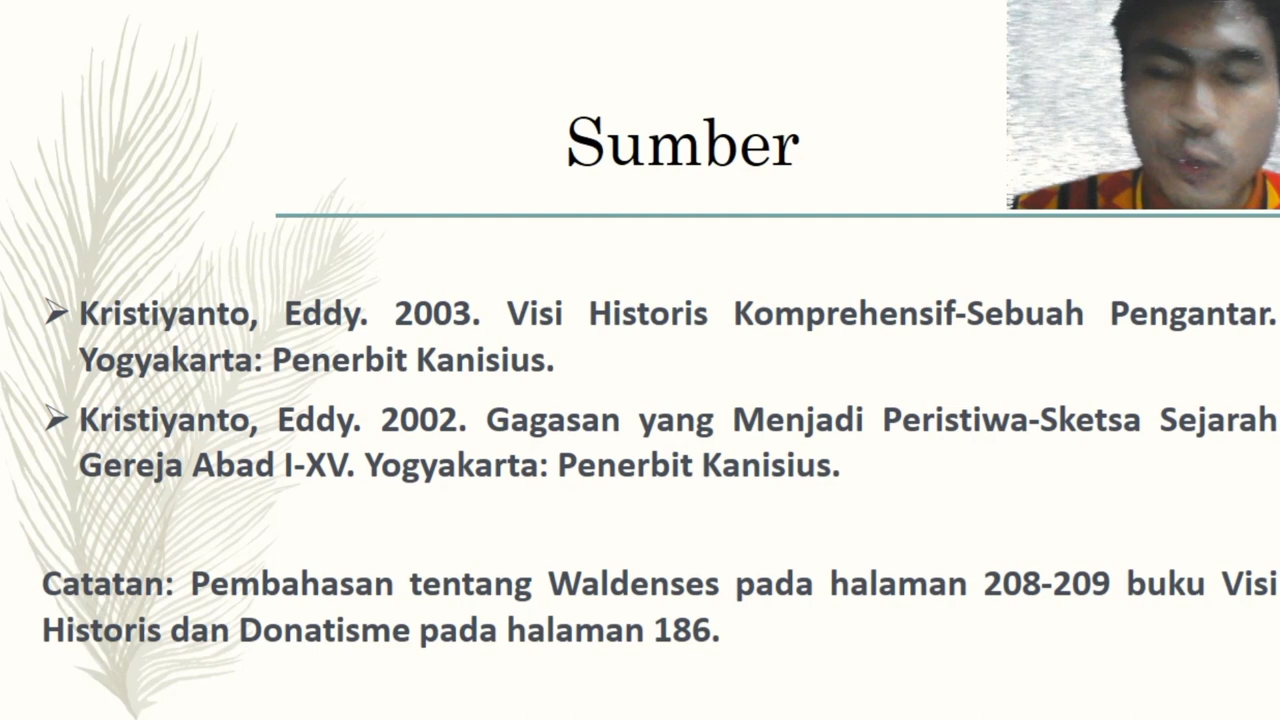 Sumber
Kristiyanto, Eddy. 2003. Visi Historis Komprehensif-Sebuah Pengantar.
Yogyakarta: Penerbit Kanisius.
Kristiyanto, Eddy. 2002. Gagasan yang Menjadi Peristiwa-Sketsa Sejarah
Gereja Abad I-XV. Yogyakarta: Penerbit Kanisius.
Catatan: Pembahasan tentang Waldenses pada halaman 208-209 buku Visi
Historis dan Donatisme pada halaman 186.